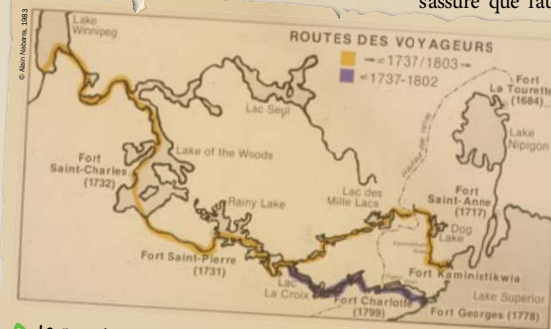 sassuré que
© Alain Nabarra, 1983
Lake
Winnipeg
ROUTES DES VOYAGEURS
<1737/1803
<1737-1802
Fort
La Tourette
(1684)
Lac Seul
Lake
Nipigon
Lake of the Woods
Fort
Saint-Charles
(1732)
Lac des
Mille Lacs
Fort
Saint-Anne
(1717)
Rainy Lake
Dog
Lake
Fort Saint-Pierre
(1731)
Fort Kaministikwia
Lac
La Croix
Fort Charlotte
(1799)
Lake Superior
Fort Georges (1778)